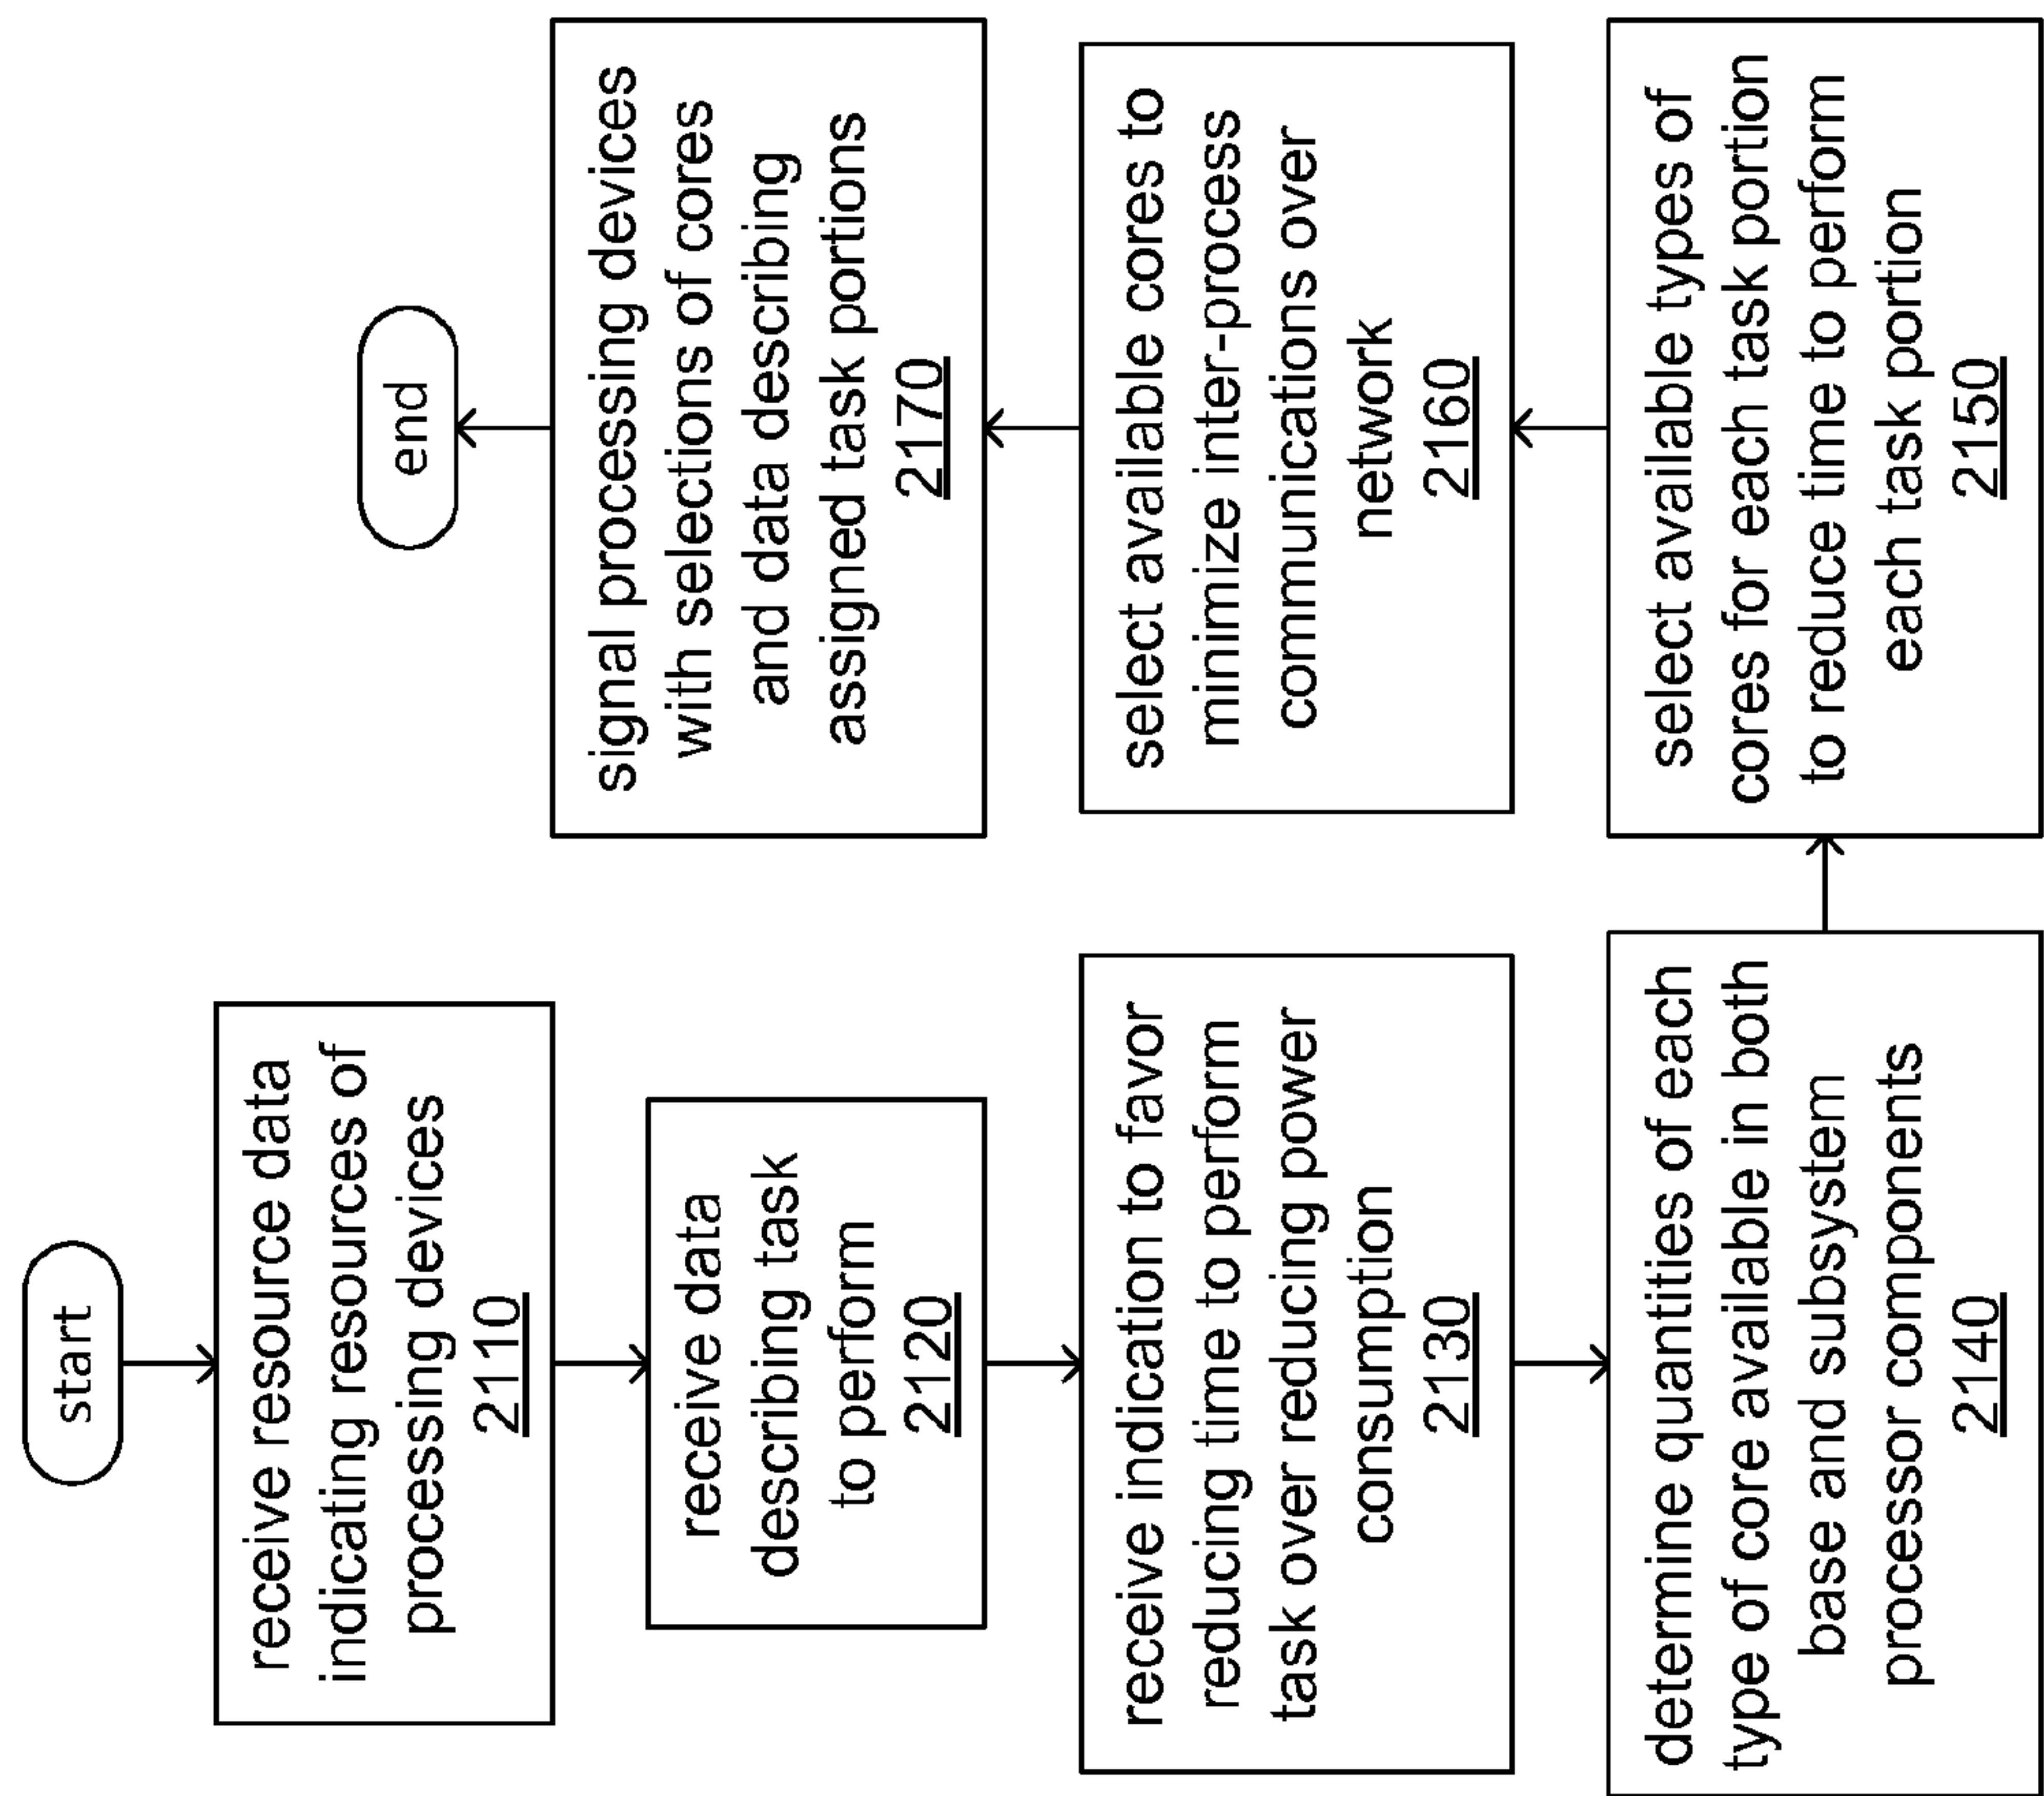 start
receive resource data
indicating resources of
processing devices
2110
receive data
describing task
to perform
2120
receive indication to favor
reducing time to perform
task over reducing power
consumption
2130
determine quantities of each
type of core available in both
base and subsystem
processor components
2140
select available types of
cores for each task portion
to reduce time to perform
each task portion
2150
select available cores to
minimize inter-process
communications over
network
2160
signal processing devices
with selections of cores
and data describing
assigned task portions
2170
end